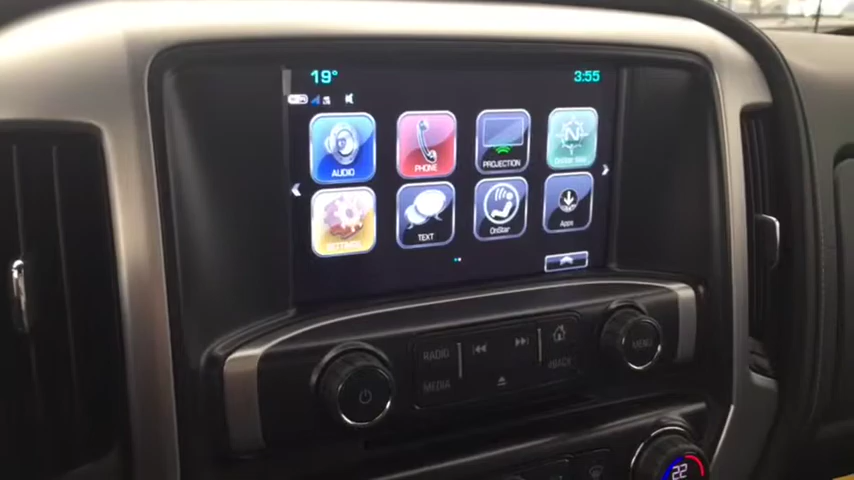 19° 3:55
AUDIO PHONE PROJECTION OnStar Nav
SETTINGS TEXT OnStar Apps
RADIO BACK MENU
MEDIA
22